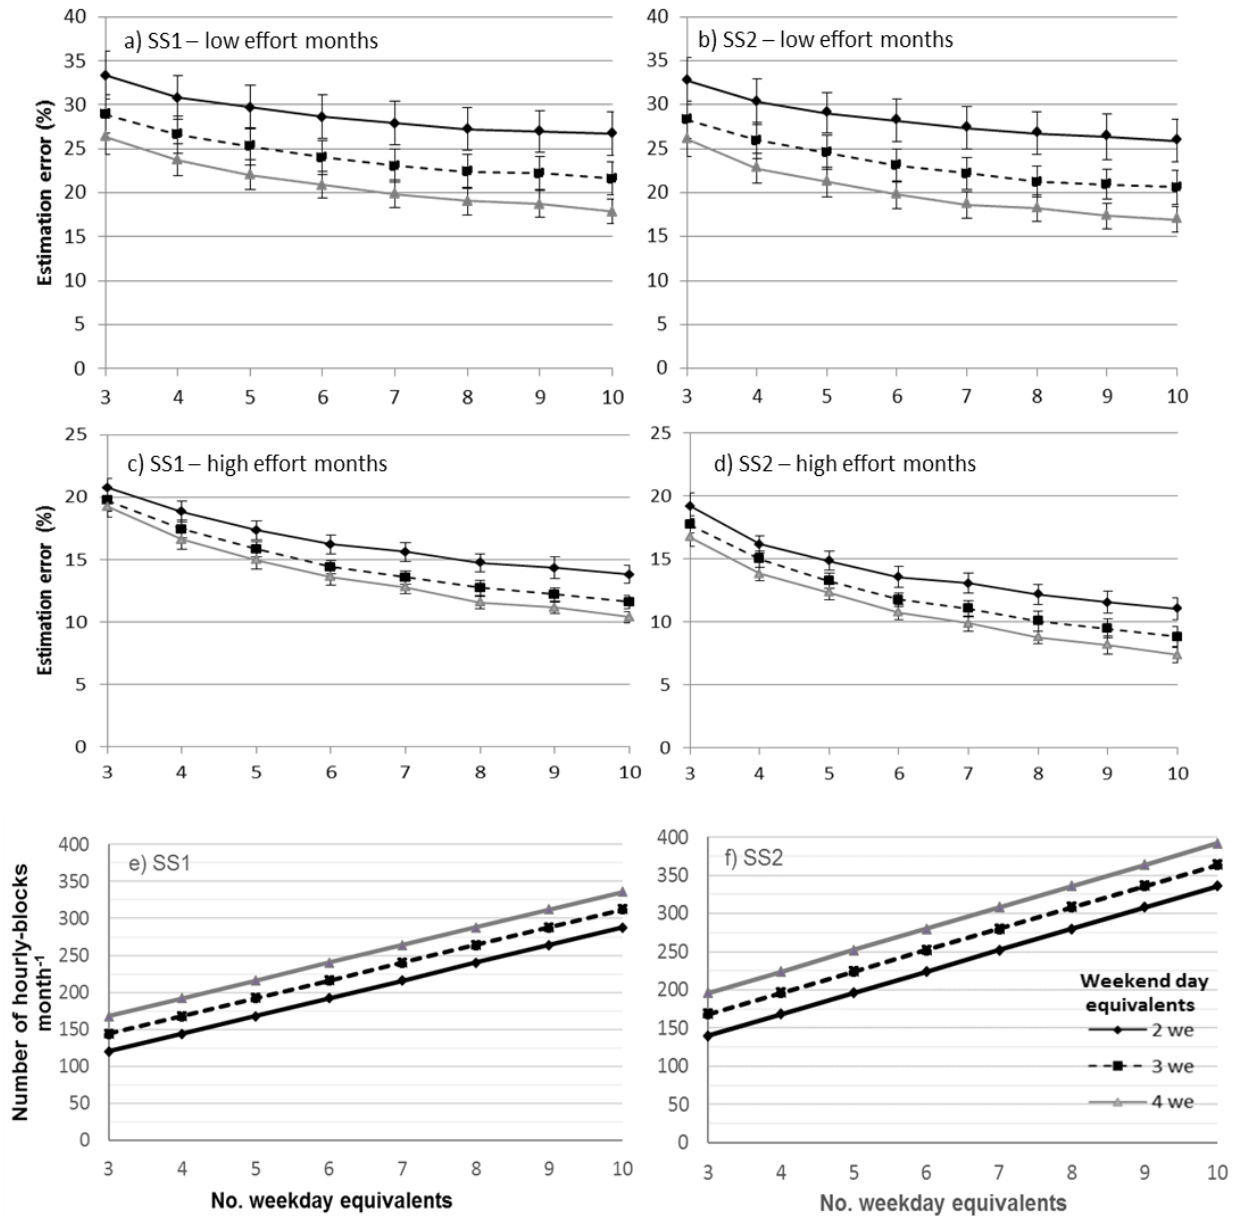 a) SS1 – low effort months
Estimation error (%)
40
35
30
25
20
15
10
5
0
3 4 5 6 7 8 9 10
b) SS2 – low effort months
40
35
30
25
20
15
10
5
0
3 4 5 6 7 8 9 10
c) SS1 – high effort months
Estimation error (%)
25
20
15
10
5
0
3 4 5 6 7 8 9 10
d) SS2 – high effort months
25
20
15
10
5
0
3 4 5 6 7 8 9 10
e) SS1
Number of hourly-blocks
month⁻¹
400
350
300
250
200
150
100
50
0
3 4 5 6 7 8 9 10
No. weekday equivalents
f) SS2
400
350
300
250
200
150
100
50
0
Weekend day
equivalents
2 we
3 we
4 we
3 4 5 6 7 8 9 10
No. weekday equivalents